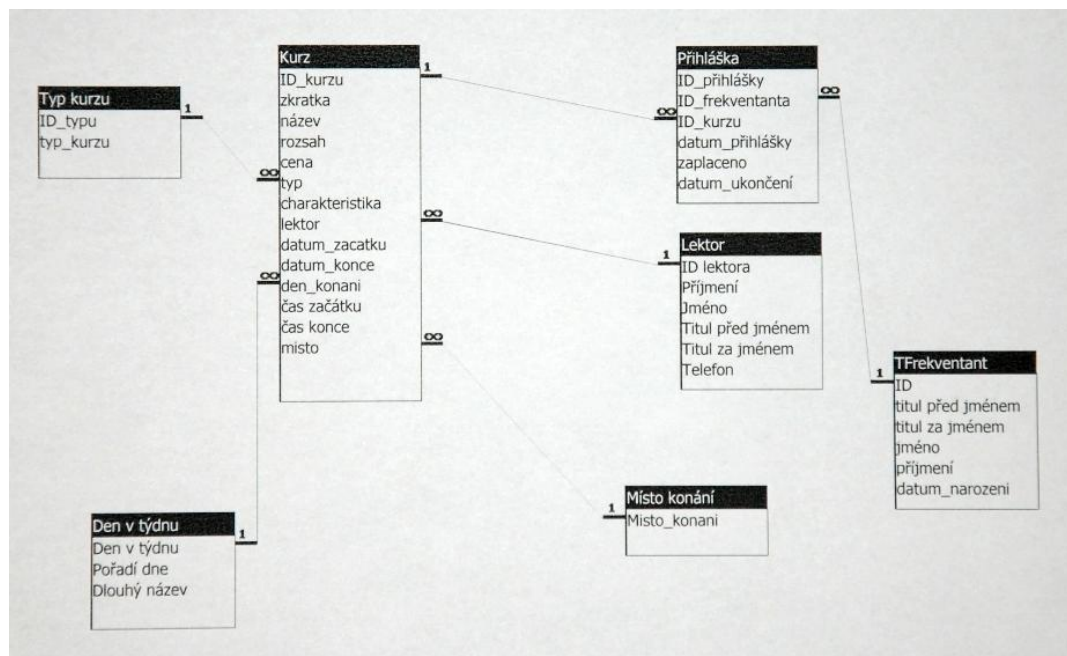 Typ kurzu
ID_typu
typ_kurzu
1
∞
Kurz
ID_kurzu
zkratka
název
rozsah
cena
typ
charakteristika
lektor
datum_zacatku
datum_konce
den_konani
čas začátku
čas konce
misto
1
∞
∞
∞
∞
Přihláška
ID_přihlášky
ID_frekventanta
ID_kurzu
datum_přihlášky
zaplaceno
datum_ukončení
∞
1
Lektor
ID lektora
Příjmení
Jméno
Titul před jménem
Titul za jménem
Telefon
1
TFrekventant
ID
titul před jménem
titul za jménem
jméno
příjmení
datum_narozeni
1
Místo konání
Misto_konani
1
Den v týdnu
Den v týdnu
Pořadí dne
Dlouhý název